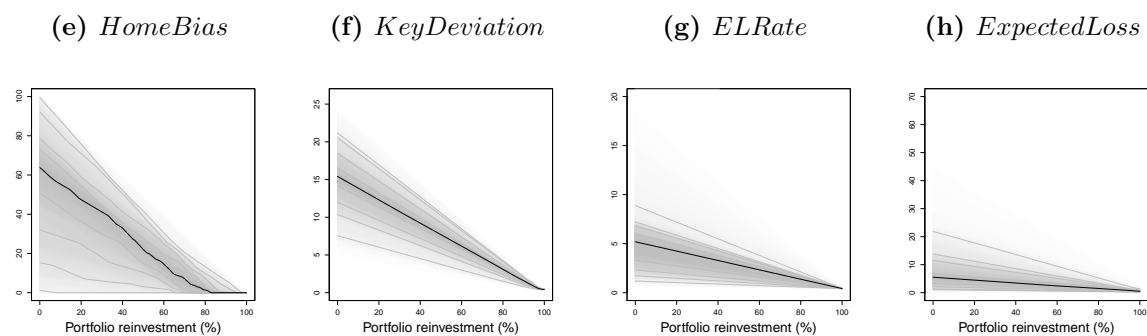 (e) HomeBias
(f) KeyDeviation
(g) ELRate
(h) ExpectedLoss
100
80
60
40
20
0
0 20 40 60 80 100
Portfolio reinvestment (%)
25
20
15
10
5
0
0 20 40 60 80 100
Portfolio reinvestment (%)
20
15
10
5
0
0 20 40 60 80 100
Portfolio reinvestment (%)
70
60
50
40
30
20
10
0
0 20 40 60 80 100
Portfolio reinvestment (%)